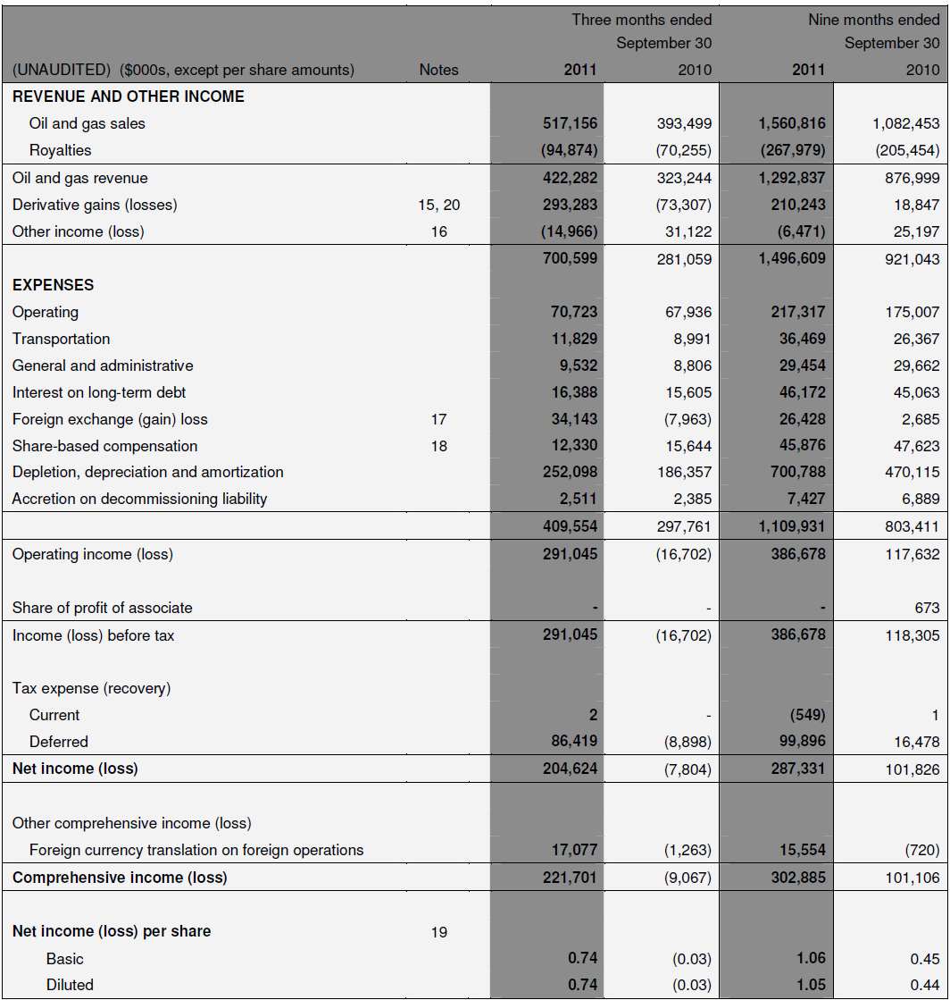 Three months ended Nine months ended
September 30 September 30
(UNAUDITED) ($000s, except per share amounts) Notes 2011 2010 2011 2010
REVENUE AND OTHER INCOME
Oil and gas sales 517,156 393,499 1,560,816 1,082,453
Royalties (94,874) (70,255) (267,979) (205,454)
Oil and gas revenue 422,282 323,244 1,292,837 876,999
Derivative gains (losses) 15, 20 293,283 (73,307) 210,243 18,847
Other income (loss) 16 (14,966) 31,122 (6,471) 25,197
700,599 281,059 1,496,609 921,043
EXPENSES
Operating 70,723 67,936 217,317 175,007
Transportation 11,829 8,991 36,469 26,367
General and administrative 9,532 8,806 29,454 29,662
Interest on long-term debt 16,388 15,605 46,172 45,063
Foreign exchange (gain) loss 17 34,143 (7,963) 26,428 2,685
Share-based compensation 18 12,330 15,644 45,876 47,623
Depletion, depreciation and amortization 252,098 186,357 700,788 470,115
Accretion on decommissioning liability 2,511 2,385 7,427 6,889
409,554 297,761 1,109,931 803,411
Operating income (loss) 291,045 (16,702) 386,678 117,632
Share of profit of associate - - - 673
Income (loss) before tax 291,045 (16,702) 386,678 118,305
Tax expense (recovery)
Current 2 - (549) 1
Deferred 86,419 (8,898) 99,896 16,478
Net income (loss) 204,624 (7,804) 287,331 101,826
Other comprehensive income (loss)
Foreign currency translation on foreign operations 17,077 (1,263) 15,554 (720)
Comprehensive income (loss) 221,701 (9,067) 302,885 101,106
Net income (loss) per share 19
Basic 0.74 (0.03) 1.06 0.45
Diluted 0.74 (0.03) 1.05 0.44